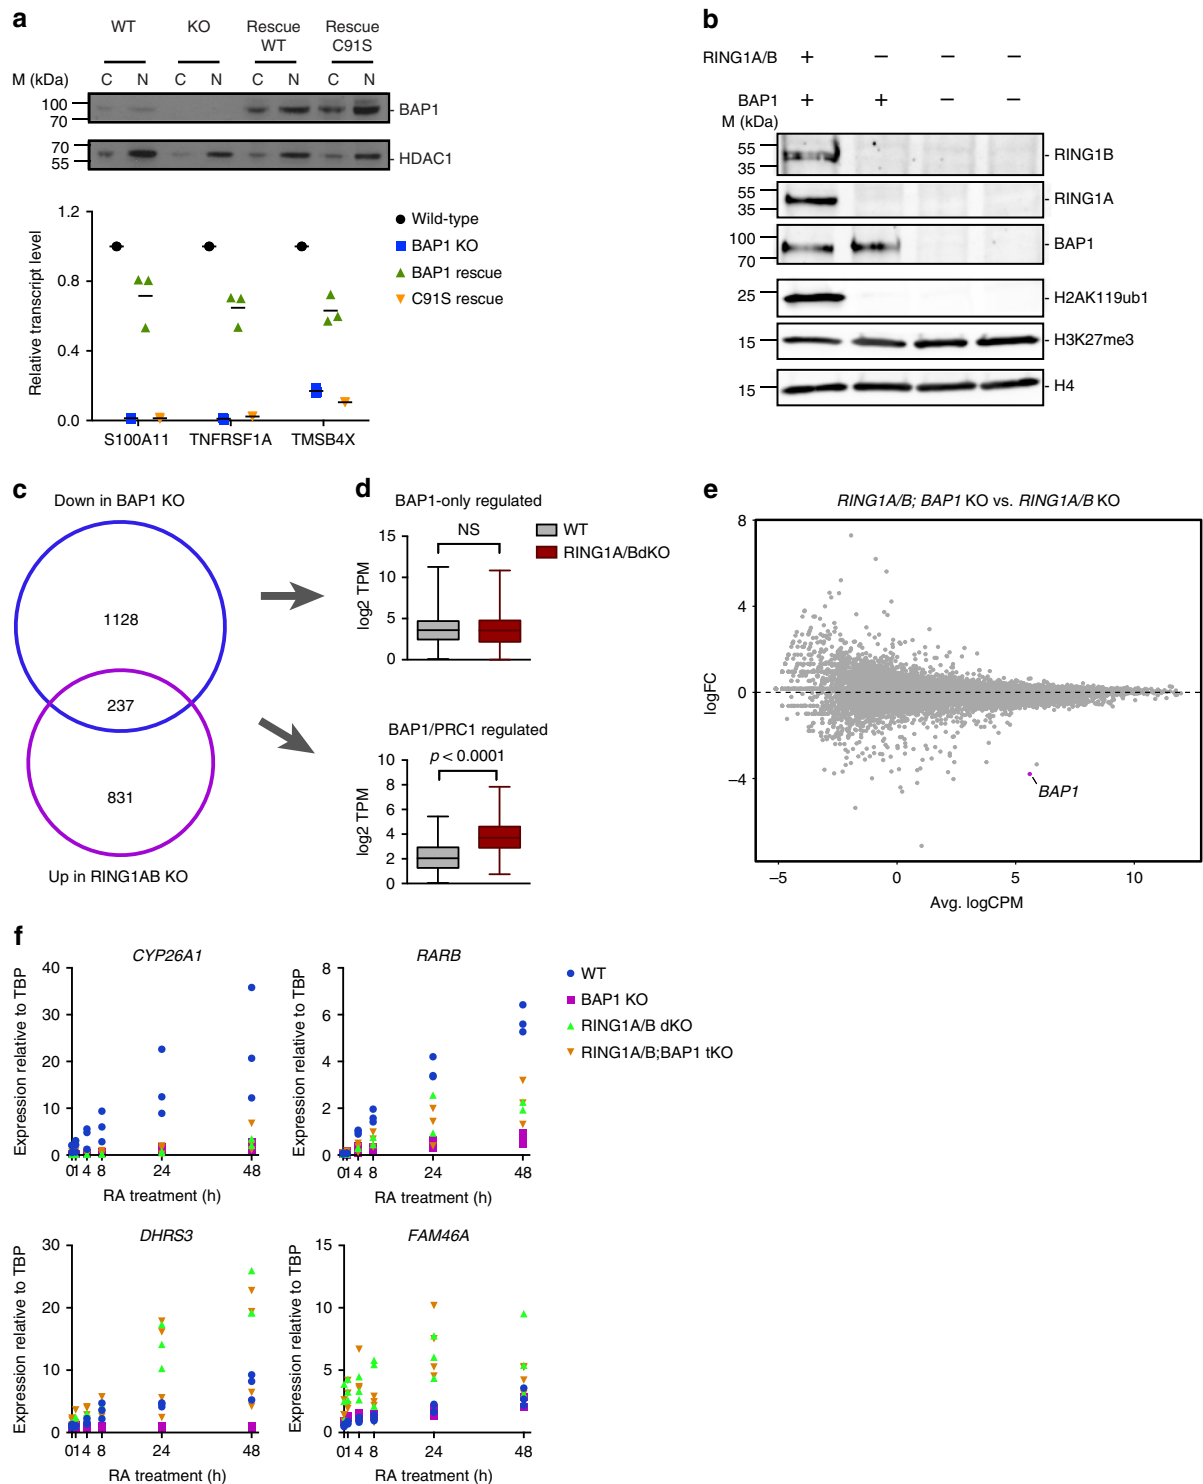 a
WT KO Rescue WT Rescue C91S
M (kDa) C N C N C N C N
100
70
BAP1
70
55
HDAC1
1.2
0.8
0.4
0.0
Relative transcript level
S100A11 TNFRSF1A TMSB4X
Wild-type
BAP1 KO
BAP1 rescue
C91S rescue
b
RING1A/B + − − −
BAP1 + + − −
M (kDa)
55
35
RING1B
55
35
RING1A
100
70
BAP1
25
H2AK119ub1
15
H3K27me3
15
H4
c
Down in BAP1 KO
1128
237
831
Up in RING1AB KO
d
BAP1-only regulated
15
10
5
0
log2 TPM
NS
WT
RING1A/BdKO
BAP1/PRC1 regulated
10
8
6
4
2
0
log2 TPM
p < 0.0001
e
RING1A/B; BAP1 KO vs. RING1A/B KO
8
4
0
−4
logFC
BAP1
−5 0 5 10
Avg. logCPM
f
CYP26A1
40
30
20
10
0
Expression relative to TBP
0 1 4 8 24 48
RA treatment (h)
RARB
8
6
4
2
0
Expression relative to TBP
0 1 4 8 24 48
RA treatment (h)
WT
BAP1 KO
RING1A/B dKO
RING1A/B;BAP1 tKO
DHRS3
30
20
10
0
Expression relative to TBP
0 1 4 8 24 48
RA treatment (h)
FAM46A
15
10
5
0
Expression relative to TBP
0 1 4 8 24 48
RA treatment (h)